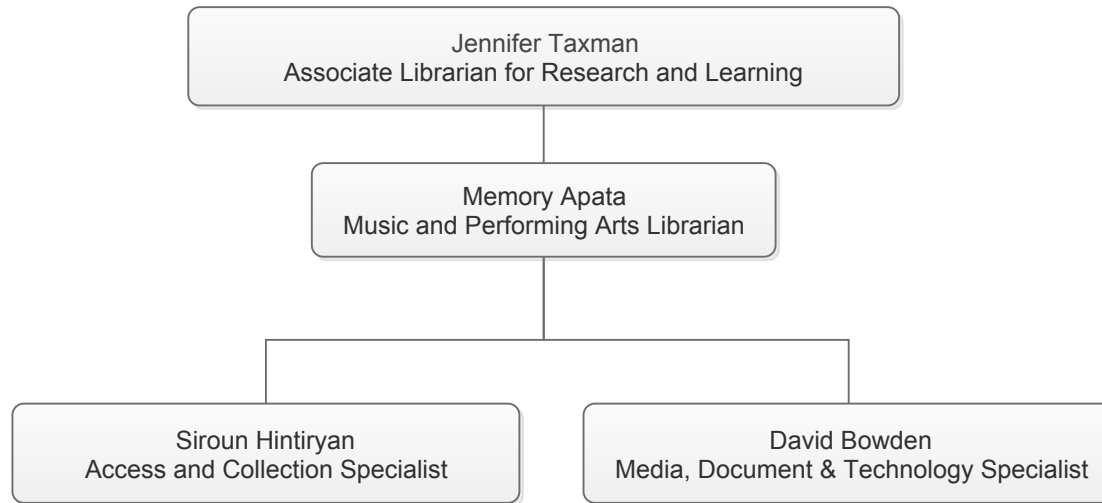 Jennifer Taxman
Associate Librarian for Research and Learning
Memory Apata
Music and Performing Arts Librarian
Siroun Hintiryan
Access and Collection Specialist
David Bowden
Media, Document & Technology Specialist